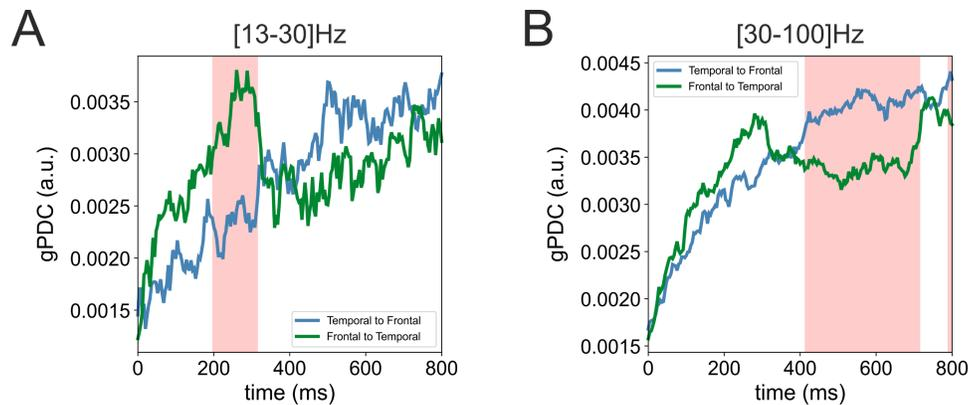 A
[13-30]Hz
gPDC (a.u.)
0.0035
0.0030
0.0025
0.0020
0.0015
Temporal to Frontal
Frontal to Temporal
0
200
400
600
800
time (ms)
B
[30-100]Hz
gPDC (a.u.)
0.0045
0.0040
0.0035
0.0030
0.0025
0.0020
0.0015
Temporal to Frontal
Frontal to Temporal
0
200
400
600
800
time (ms)